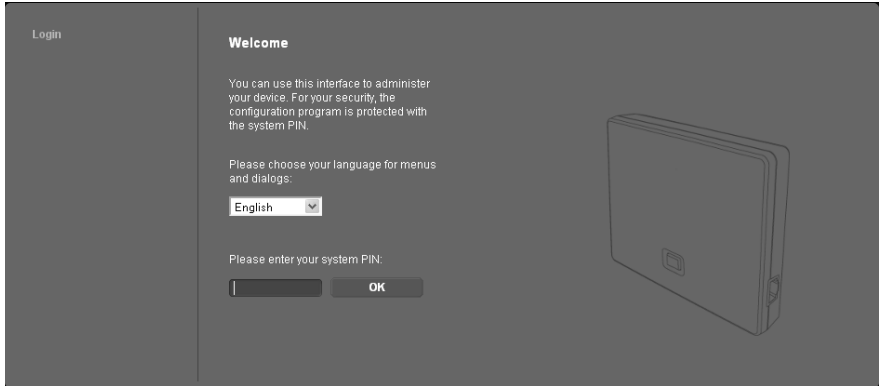 Login
Welcome
You can use this interface to administer
your device. For your security, the
configuration program is protected with
the system PIN.
Please choose your language for menus
and dialogs:
English
Please enter your system PIN:
OK